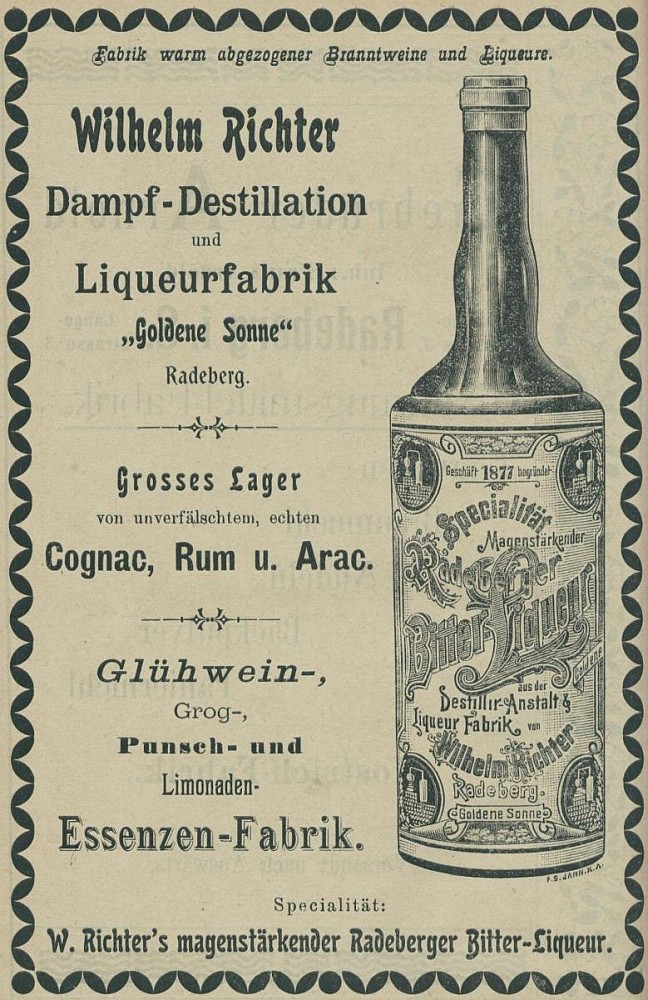 Fabrik warm abgezogener Branntweine und Liqueure.
Wilhelm Richter
Dampf-Destillation
und
Liqueurfabrik
„Goldene Sonne“
Radeberg.
Grosses Lager
von unverfälschtem, echten
Cognac, Rum u. Arac.
Glühwein-,
Grog-,
Punsch- und
Limonaden-
Essenzen-Fabrik.
Geschäft 1877 begründet
Specialität
Magenstärkender
Radeberger
Bitter Liqueur
aus der
Destillir-Anstalt &
Liqueur Fabrik von
Wilhelm Richter
Radeberg.
Goldene Sonne
F.S. JAHN.X.A.
Specialität:
W. Richter's magenstärkender Radeberger Bitter-Liqueur.